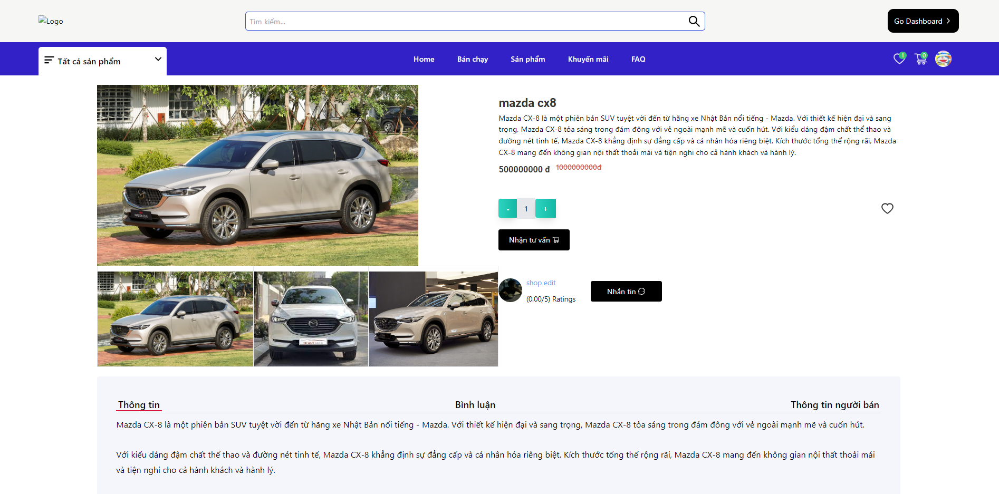 Logo
Tìm kiếm...
Go Dashboard
Tất cả sản phẩm
Home
Bán chạy
Sản phẩm
Khuyến mãi
FAQ
1
0
mazda cx8
Mazda CX-8 là một phiên bản SUV tuyệt vời đến từ hãng xe Nhật Bản nổi tiếng - Mazda. Với thiết kế hiện đại và sang
trọng, Mazda CX-8 tỏa sáng trong đám đông với vẻ ngoài mạnh mẽ và cuốn hút. Với kiểu dáng đậm chất thể thao và
đường nét tinh tế, Mazda CX-8 khẳng định sự đẳng cấp và cá nhân hóa riêng biệt. Kích thước tổng thể rộng rãi, Mazda
CX-8 mang đến không gian nội thất thoải mái và tiện nghi cho cả hành khách và hành lý.
500000000 đ
1000000000đ
-
1
+
Nhận tư vấn
MAZDA CX-8
shop edit
(0.00/5) Ratings
Nhắn tin
Thông tin
Bình luận
Thông tin người bán
Mazda CX-8 là một phiên bản SUV tuyệt vời đến từ hãng xe Nhật Bản nổi tiếng - Mazda. Với thiết kế hiện đại và sang trọng, Mazda CX-8 tỏa sáng trong đám đông với vẻ ngoài mạnh mẽ và cuốn hút.
Với kiểu dáng đậm chất thể thao và đường nét tinh tế, Mazda CX-8 khẳng định sự đẳng cấp và cá nhân hóa riêng biệt. Kích thước tổng thể rộng rãi, Mazda CX-8 mang đến không gian nội thất thoải mái
và tiện nghi cho cả hành khách và hành lý.